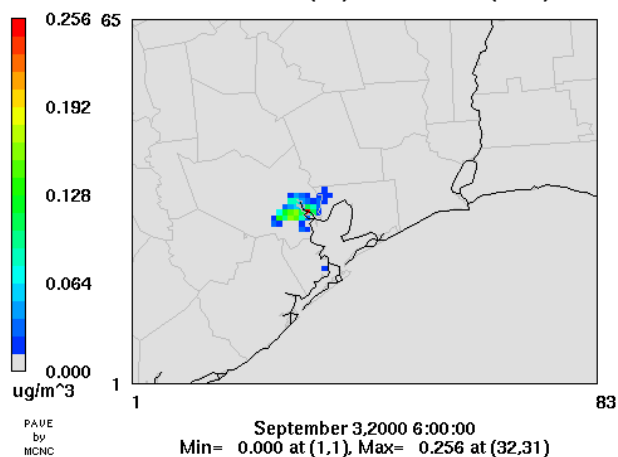 0.256
65
0.192
0.128
0.064
0.000
1
ug/m^3
1
83
PAVE
by
MCNC
September 3,2000 6:00:00
Min= 0.000 at (1,1), Max= 0.256 at (32,31)